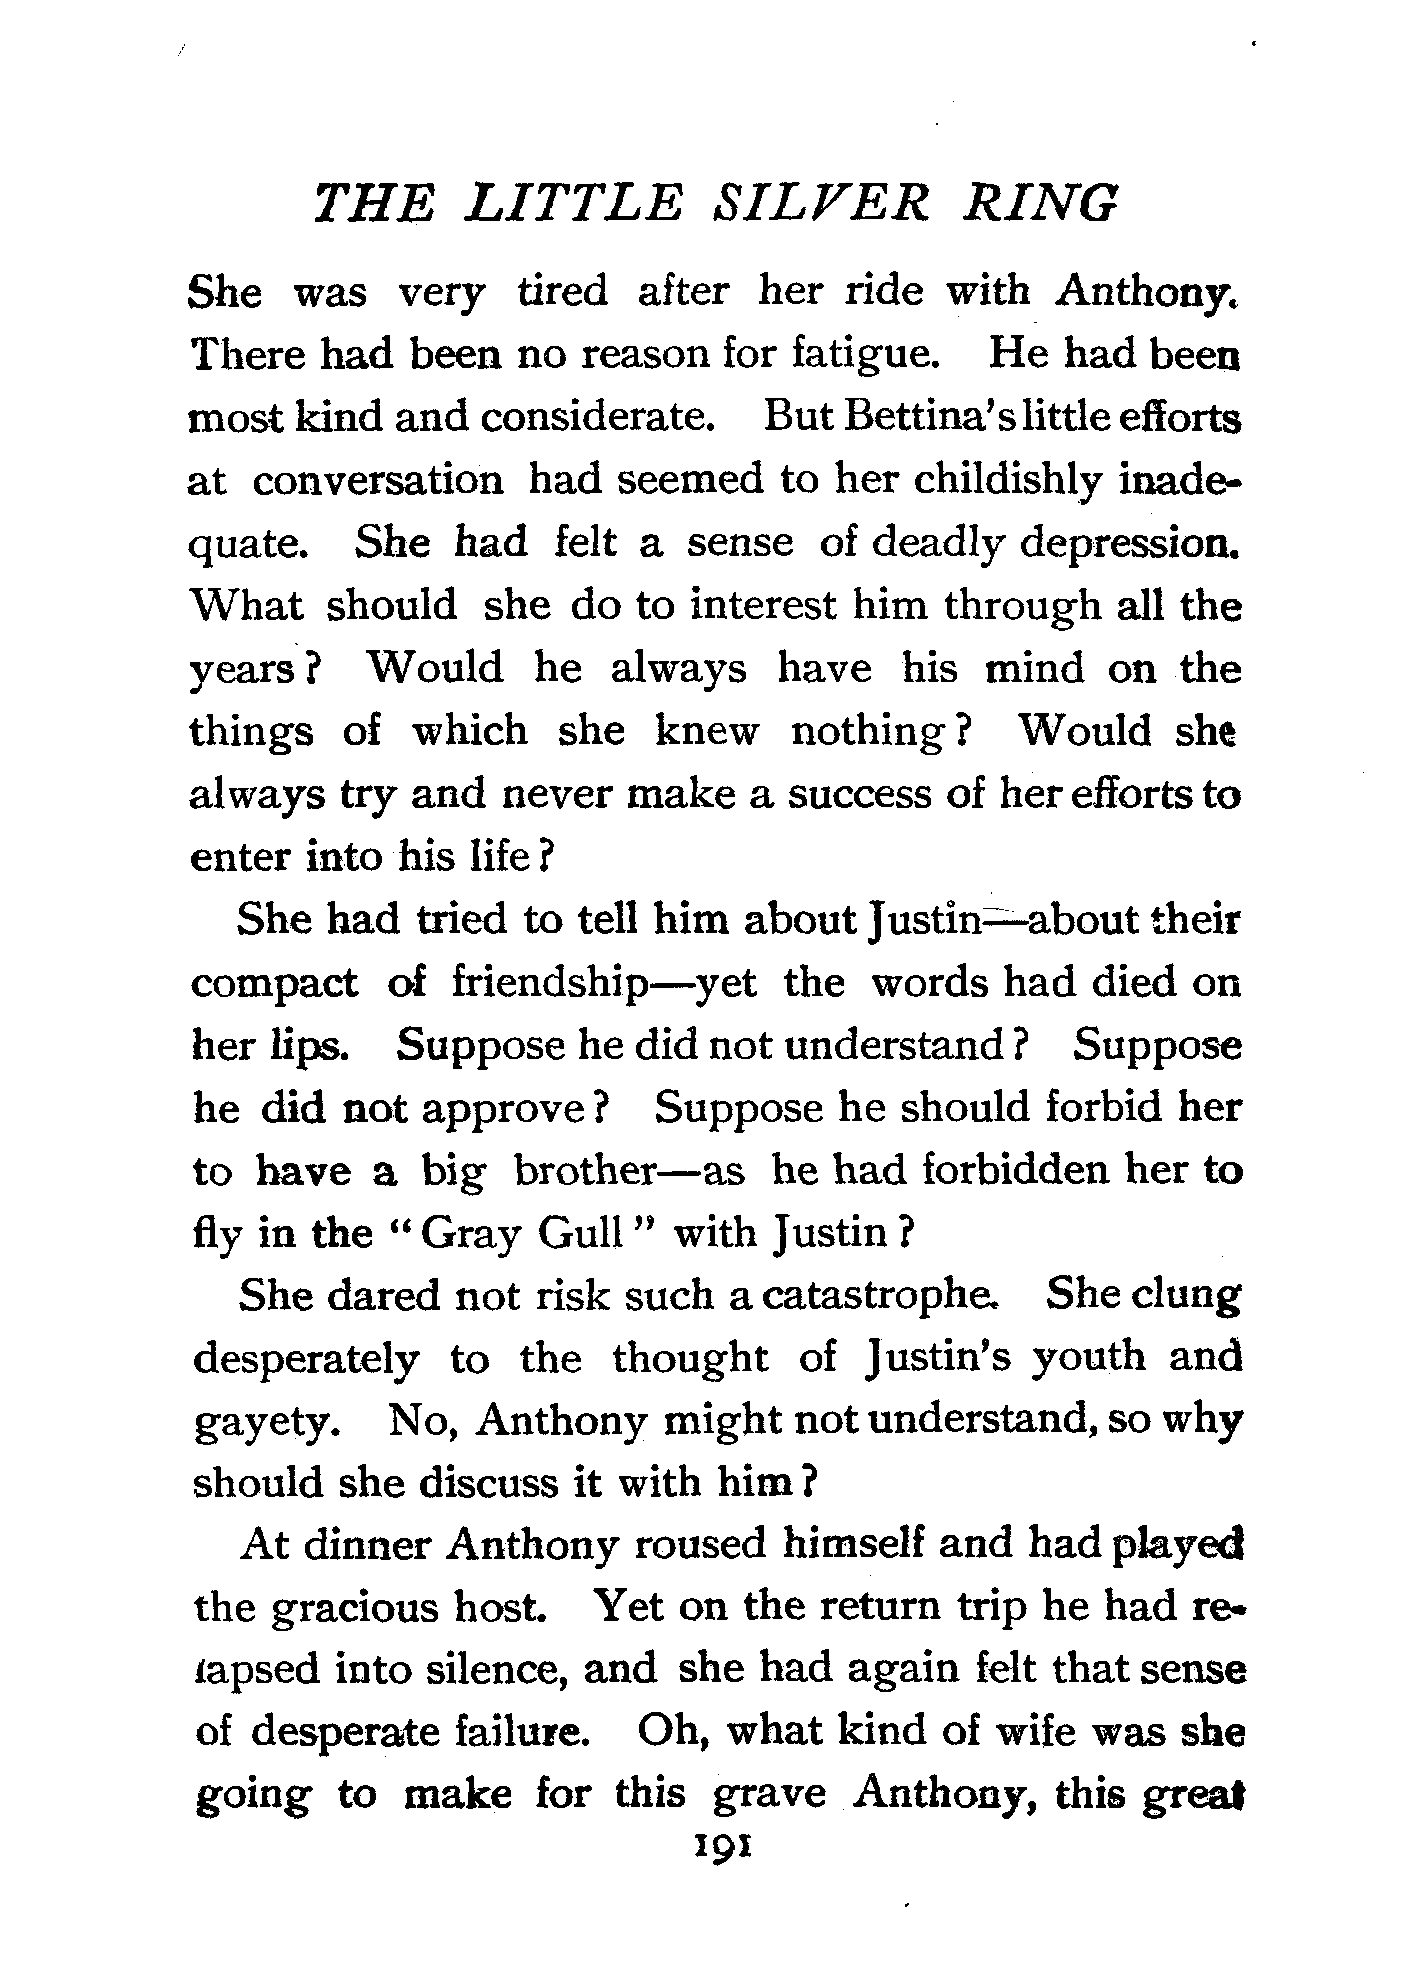 THE LITTLE SILVER RING
She was very tired after her ride with Anthony.
There had been no reason for fatigue. He had been
most kind and considerate. But Bettina's little efforts
at conversation had seemed to her childishly inade-
quate. She had felt a sense of deadly depression.
What should she do to interest him through all the
years? Would he always have his mind on the
things of which she knew nothing? Would she
always try and never make a success of her efforts to
enter into his life?
She had tried to tell him about Justin—about their
compact of friendship—yet the words had died on
her lips. Suppose he did not understand? Suppose
he did not approve? Suppose he should forbid her
to have a big brother—as he had forbidden her to
fly in the "Gray Gull" with Justin?
She dared not risk such a catastrophe. She clung
desperately to the thought of Justin's youth and
gayety. No, Anthony might not understand, so why
should she discuss it with him?
At dinner Anthony roused himself and had played
the gracious host. Yet on the return trip he had re-
lapsed into silence, and she had again felt that sense
of desperate failure. Oh, what kind of wife was she
going to make for this grave Anthony, this great
191